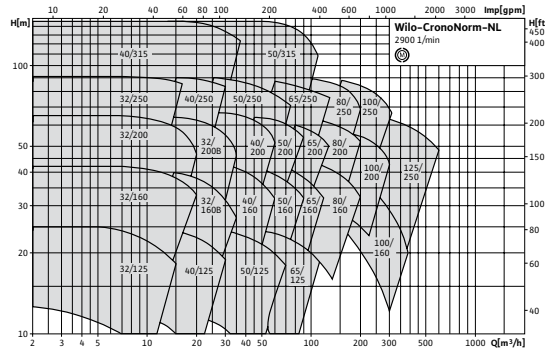 10 20 30 60 80 100 200 400 600 1000 2000 Imp[gpm]
H[m] H[ft
Wilo-CronoNorm-NL
2900 1/min
450
400
40/315 50/315
100
300
32/250 40/250 50/250 65/250 80/250 100/250
200
32/200 32/200B 40/200 50/200 65/200 80/200
50
150
100/200 125/250
40
32/160 32/160B 40/160 50/160 65/160 80/160
30
100
80
100/160
20
60
32/125 40/125 50/125 65/125
40
10
2 3 4 5 10 20 30 40 50 100 200 300 500 1000 Q[m³/h]